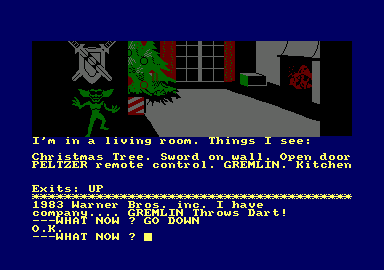 I'm in a living room. Things I see:
Christmas Tree. Sword on wall. Open door
PELTZER remote control. GREMLIN. Kitchen
Exits: UP
****************************************
1983 Warner Bros. inc. I have
company.... GREMLIN Throws Dart!
---WHAT NOW ? GO DOWN
O.K.
---WHAT NOW ?